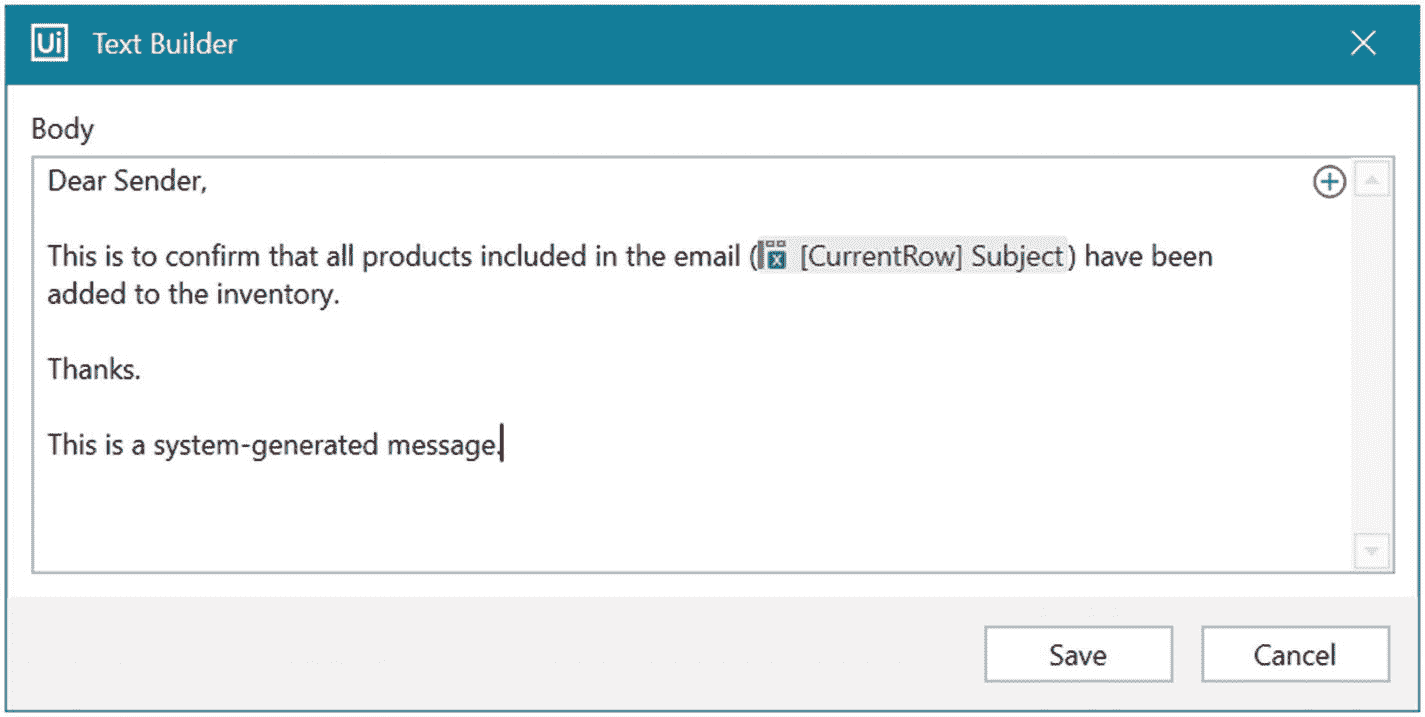 Ui Text Builder
Body
Dear Sender,
This is to confirm that all products included in the email (x [CurrentRow] Subject) have been
added to the inventory.
Thanks.
This is a system-generated message.
Save Cancel